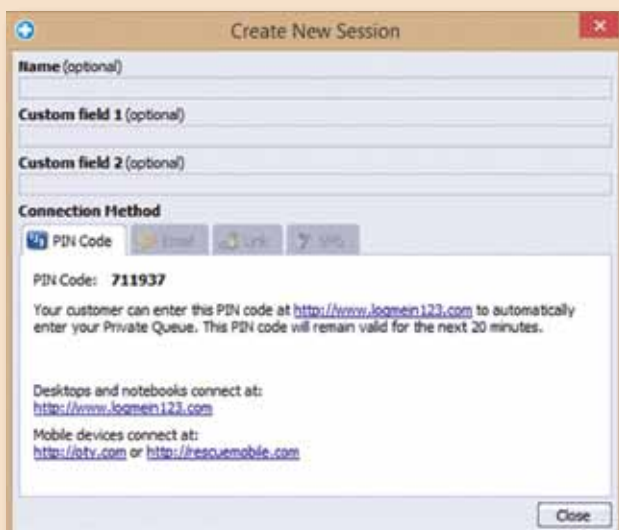 Create New Session
Name (optional)
Custom field 1 (optional)
Custom field 2 (optional)
Connection Method
PIN Code Email Link
PIN Code: 711937
Your customer can enter this PIN code at http://www.logmein123.com to automatically
enter your Private Queue. This PIN code will remain valid for the next 20 minutes.
Desktops and notebooks connect at:
http://www.logmein123.com
Mobile devices connect at:
or http://rescuemobile.com
Close